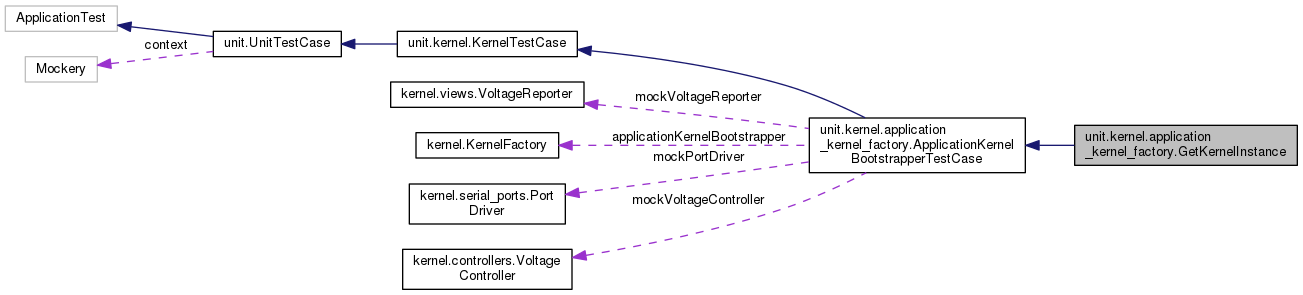 ApplicationTest
context
Mockery
unit.UnitTestCase
unit.kernel.KernelTestCase
kernel.views.VoltageReporter
mockVoltageReporter
kernel.KernelFactory
applicationKernelBootstrapper
mockPortDriver
kernel.serial_ports.Port
Driver
mockVoltageController
kernel.controllers.Voltage
Controller
unit.kernel.application
_kernel_factory.ApplicationKernel
BootstrapperTestCase
unit.kernel.application
_kernel_factory.GetKernelInstance